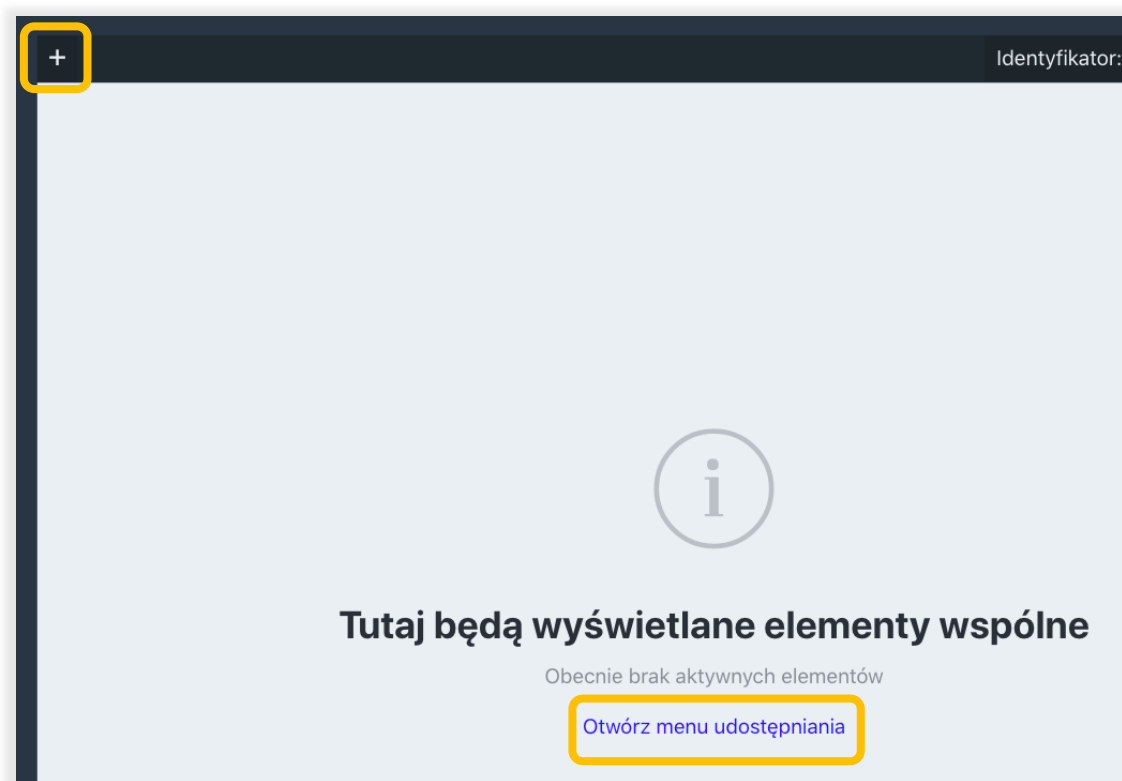 +
Identyfikator:
i
Tutaj będą wyświetlane elementy wspólne
Obecnie brak aktywnych elementów
Otwórz menu udostępniania